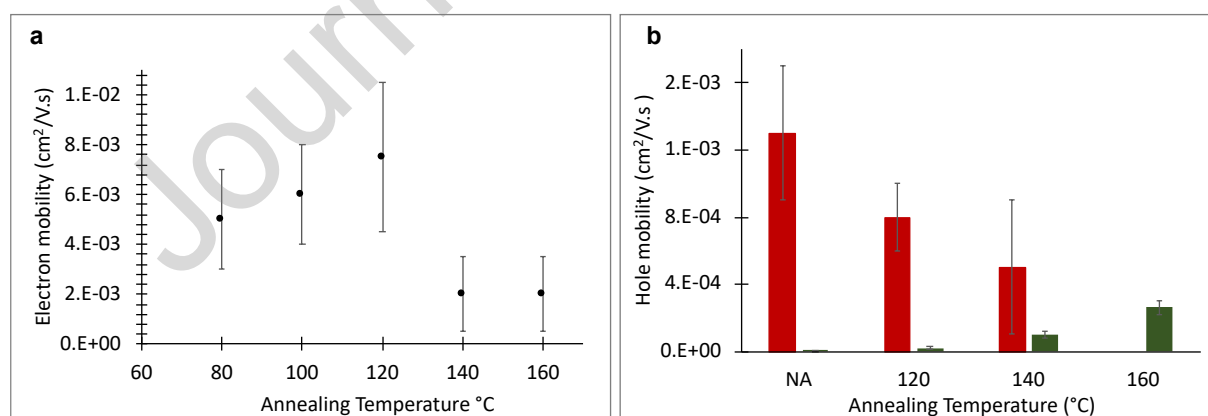 Journ
a
Electron mobility (cm²/V.s)
1.E-02
8.E-03
6.E-03
4.E-03
2.E-03
0.E+00
60 80 100 120 140 160
Annealing Temperature °C
b
Hole mobility (cm²/V.s )
2.E-03
1.E-03
8.E-04
4.E-04
0.E+00
NA 120 140 160
Annealing Temperature (°C)